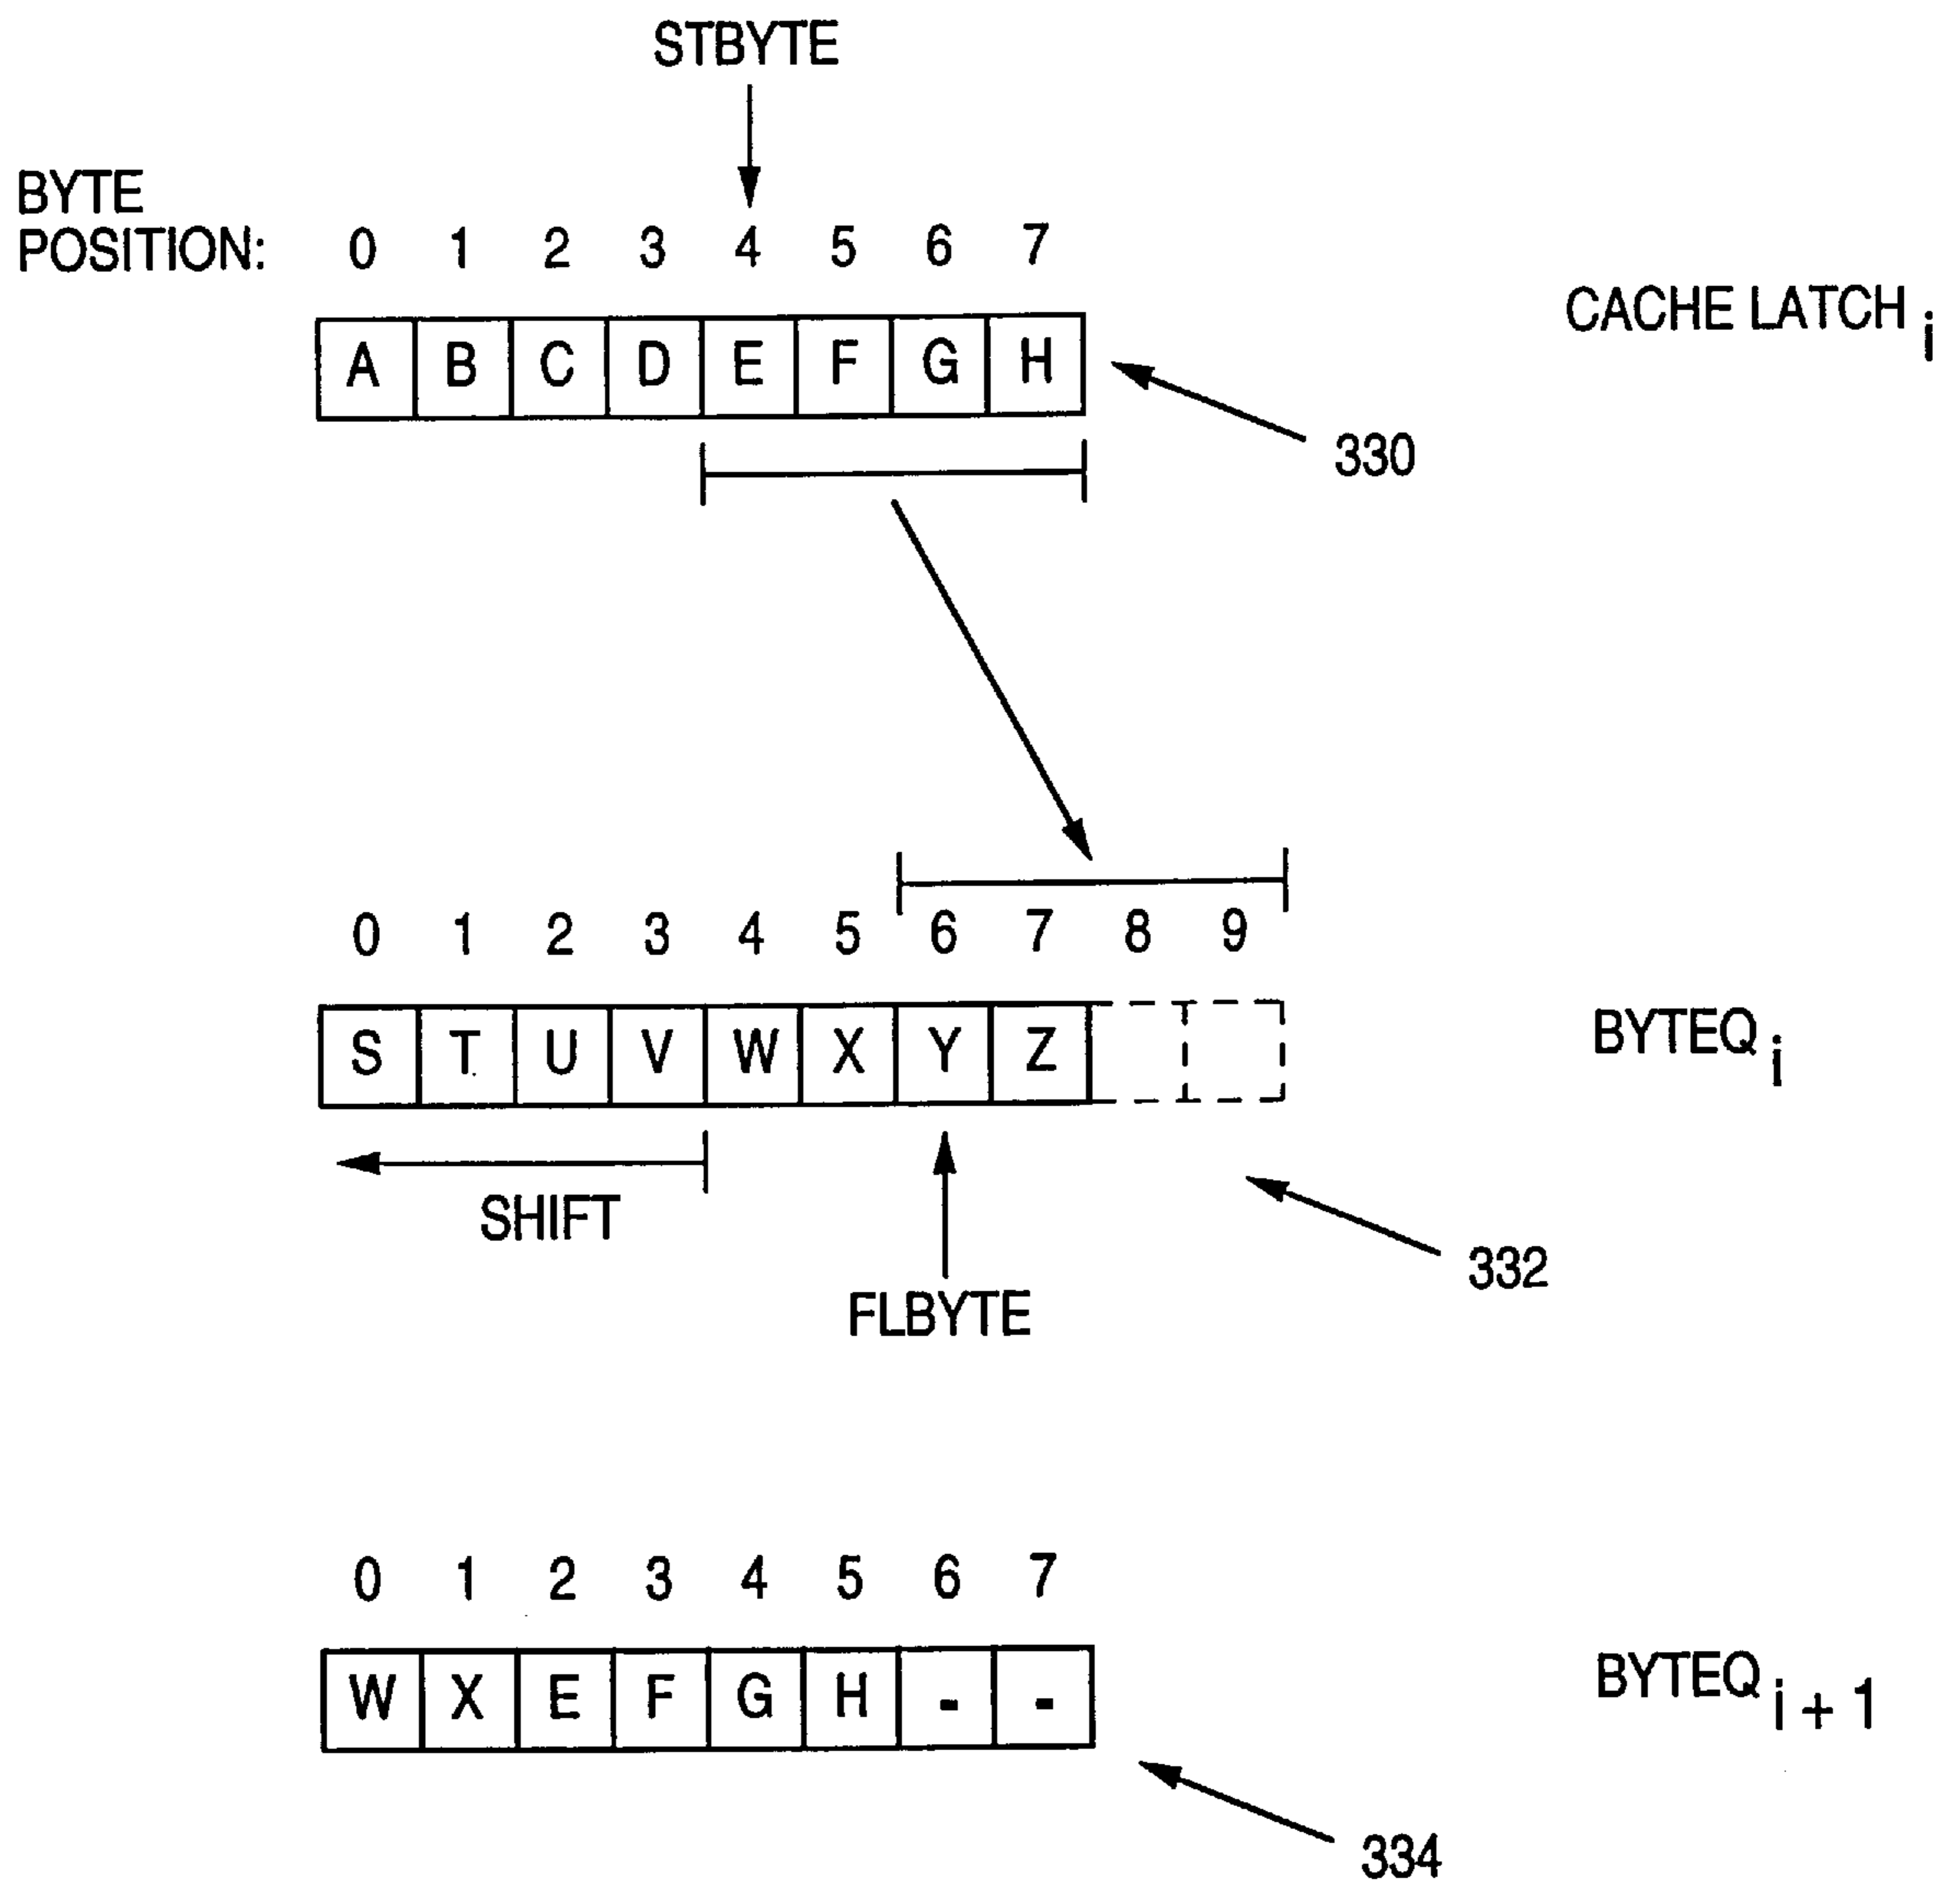 STBYTE
BYTE
POSITION: 0 1 2 3 4 5 6 7
CACHE LATCH i
A B C D E F G H
330
0 1 2 3 4 5 6 7 8 9
S T U V W X Y Z
BYTEQ i
SHIFT
332
FLBYTE
0 1 2 3 4 5 6 7
W X E F G H - -
BYTEQ i + 1
334